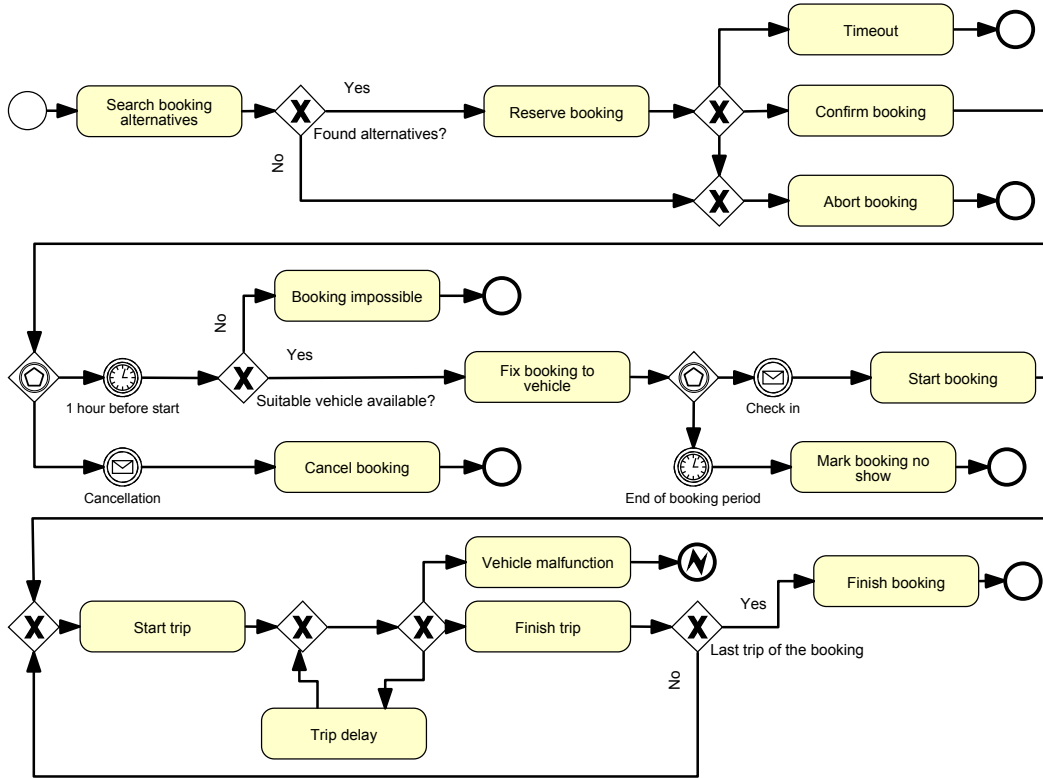 Timeout
Yes
Search booking
alternatives
Reserve booking
Confirm booking
Found alternatives?
No
Abort booking
Booking impossible
No
Yes
Fix booking to
vehicle
Start booking
1 hour before start
Suitable vehicle available?
Check in
Cancel booking
Mark booking no
show
Cancellation
End of booking period
Vehicle malfunction
Finish booking
Yes
Start trip
Finish trip
Last trip of the booking
No
Trip delay